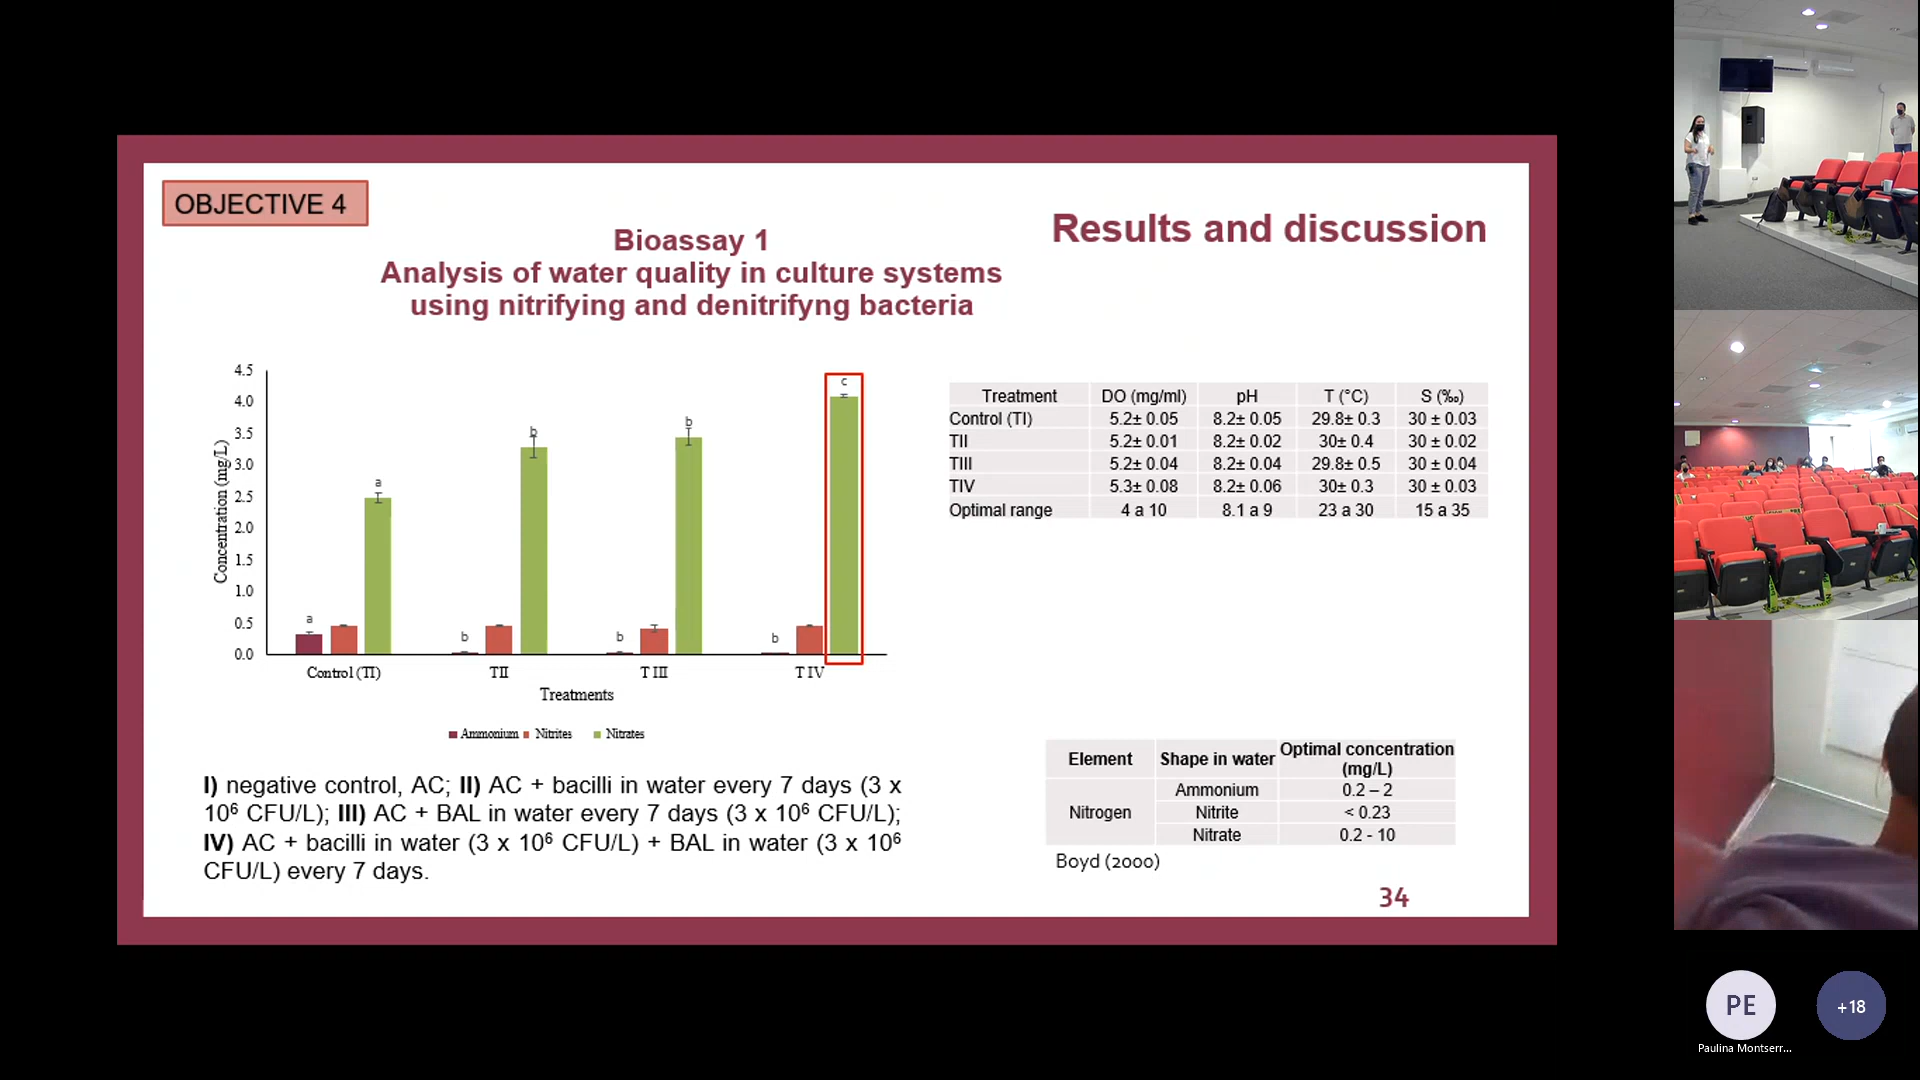 OBJECTIVE 4
Results and discussion
Bioassay 1
Analysis of water quality in culture systems
using nitrifying and denitrifyng bacteria
4.5
4.0
3.5
3.0
2.5
2.0
1.5
1.0
0.5
0.0
Concentration (mg/L)
a
a
b
b
b
b
b
c
Control (TI)
TII
T III
T IV
Treatments
Ammonium
Nitrites
Nitrates
Treatment DO (mg/ml) pH T (°C) S (‰)
Control (TI) 5.2± 0.05 8.2± 0.05 29.8± 0.3 30 ± 0.03
TII 5.2± 0.01 8.2± 0.02 30± 0.4 30 ± 0.02
TIII 5.2± 0.04 8.2± 0.04 29.8± 0.5 30 ± 0.04
TIV 5.3± 0.08 8.2± 0.06 30± 0.3 30 ± 0.03
Optimal range 4 a 10 8.1 a 9 23 a 30 15 a 35
I) negative control, AC; II) AC + bacilli in water every 7 days (3 x
10⁶ CFU/L); III) AC + BAL in water every 7 days (3 x 10⁶ CFU/L);
IV) AC + bacilli in water (3 x 10⁶ CFU/L) + BAL in water (3 x 10⁶
CFU/L) every 7 days.
Element Shape in water Optimal concentration
(mg/L)
Ammonium 0.2 – 2
Nitrogen Nitrite < 0.23
Nitrate 0.2 - 10
Boyd (2000)
34
PE
+18
Paulina Montserr...